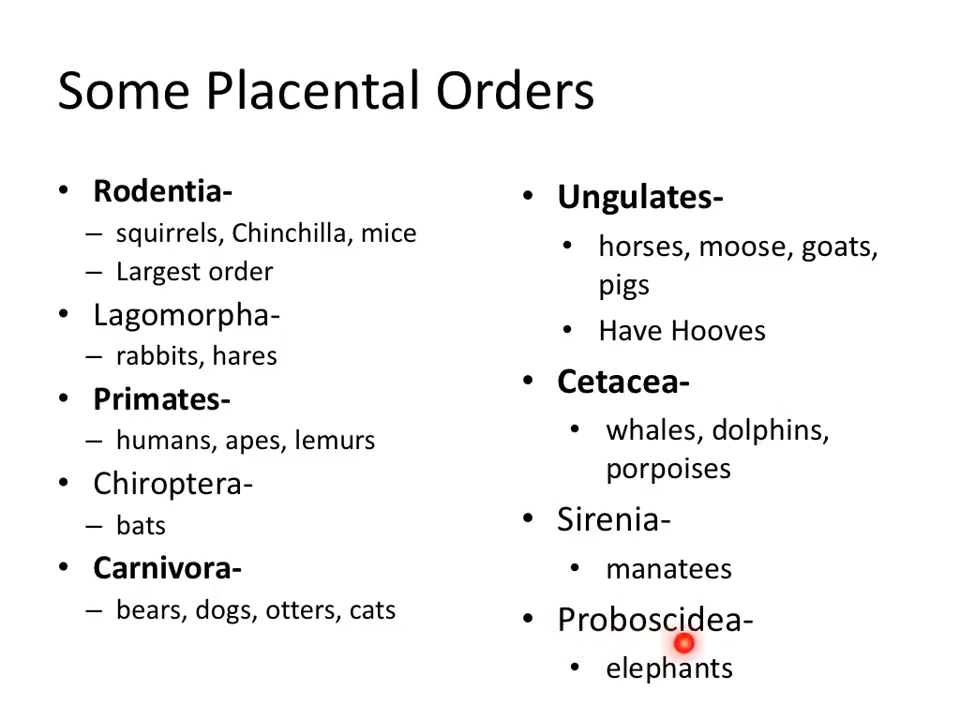 Some Placental Orders
• Rodentia-
– squirrels, Chinchilla, mice
– Largest order
• Lagomorpha-
– rabbits, hares
• Primates-
– humans, apes, lemurs
• Chiroptera-
– bats
• Carnivora-
– bears, dogs, otters, cats
• Ungulates-
• horses, moose, goats,
pigs
• Have Hooves
• Cetacea-
• whales, dolphins,
porpoises
• Sirenia-
• manatees
• Proboscidea-
• elephants